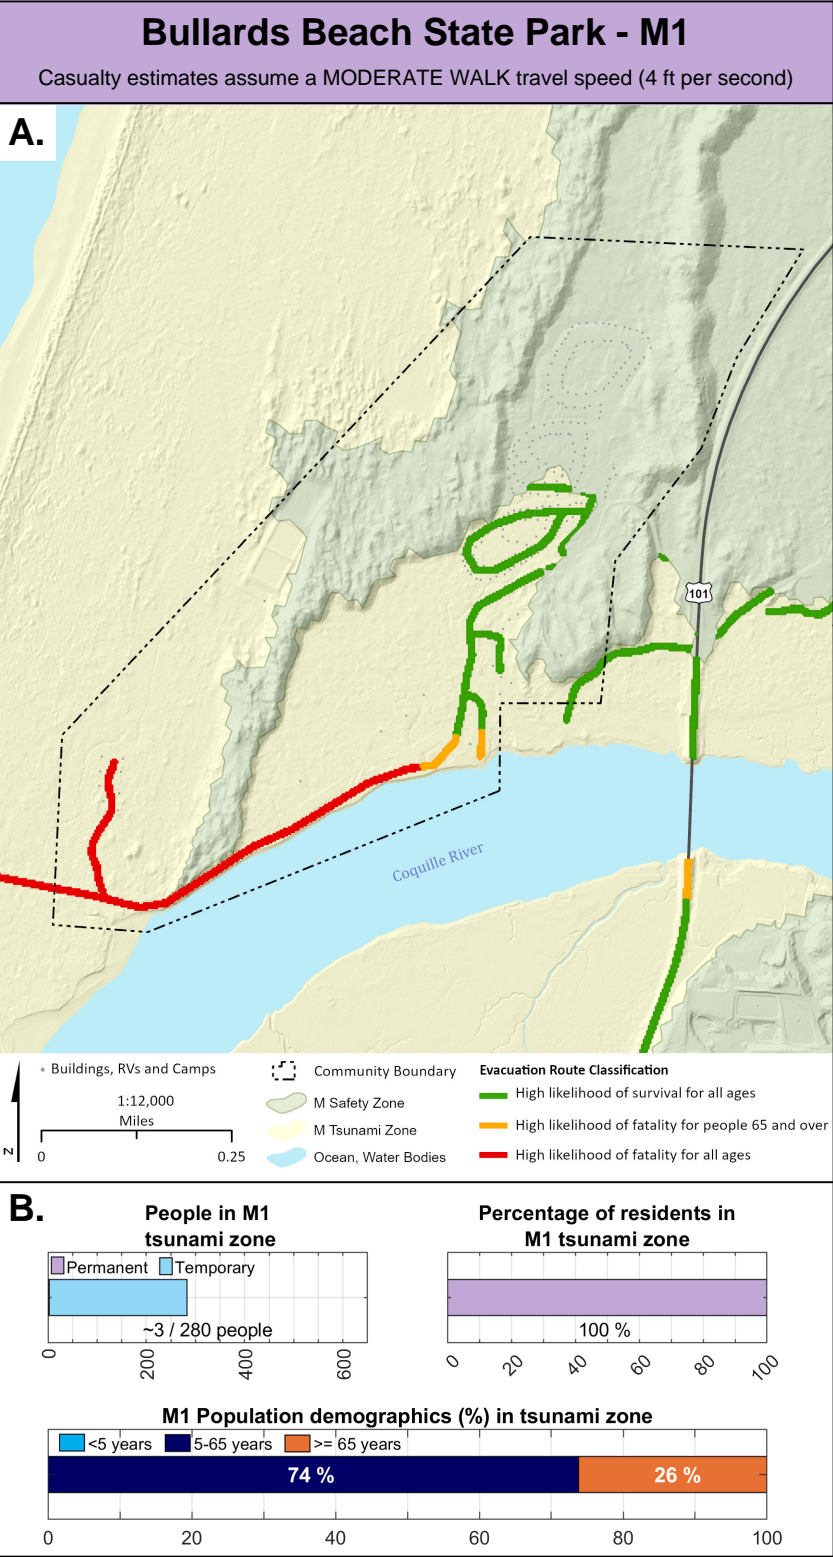 Bullards Beach State Park - M1
Casualty estimates assume a MODERATE WALK travel speed (4 ft per second)
A.
101
Coquille River
Buildings, RVs and Camps
1:12,000
Miles
0 0.25
N
Community Boundary
M Safety Zone
M Tsunami Zone
Ocean, Water Bodies
Evacuation Route Classification
High likelihood of survival for all ages
High likelihood of fatality for people 65 and over
High likelihood of fatality for all ages
B.
People in M1
tsunami zone
Permanent Temporary
~3 / 280 people
0 200 400 600
Percentage of residents in
M1 tsunami zone
100 %
0 20 40 60 80 100
M1 Population demographics (%) in tsunami zone
<5 years 5-65 years >= 65 years
74 % 26 %
0 20 40 60 80 100